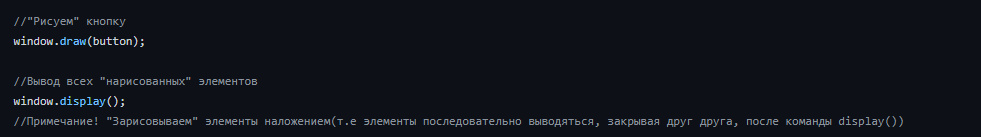 //"Рисуем" кнопку
window.draw(button);
//Вывод всех "нарисованных" элементов
window.display();
//Примечание! "Зарисовываем" элементы наложением(т.е элементы последовательно выводяться, закрывая друг друга, после команды display())